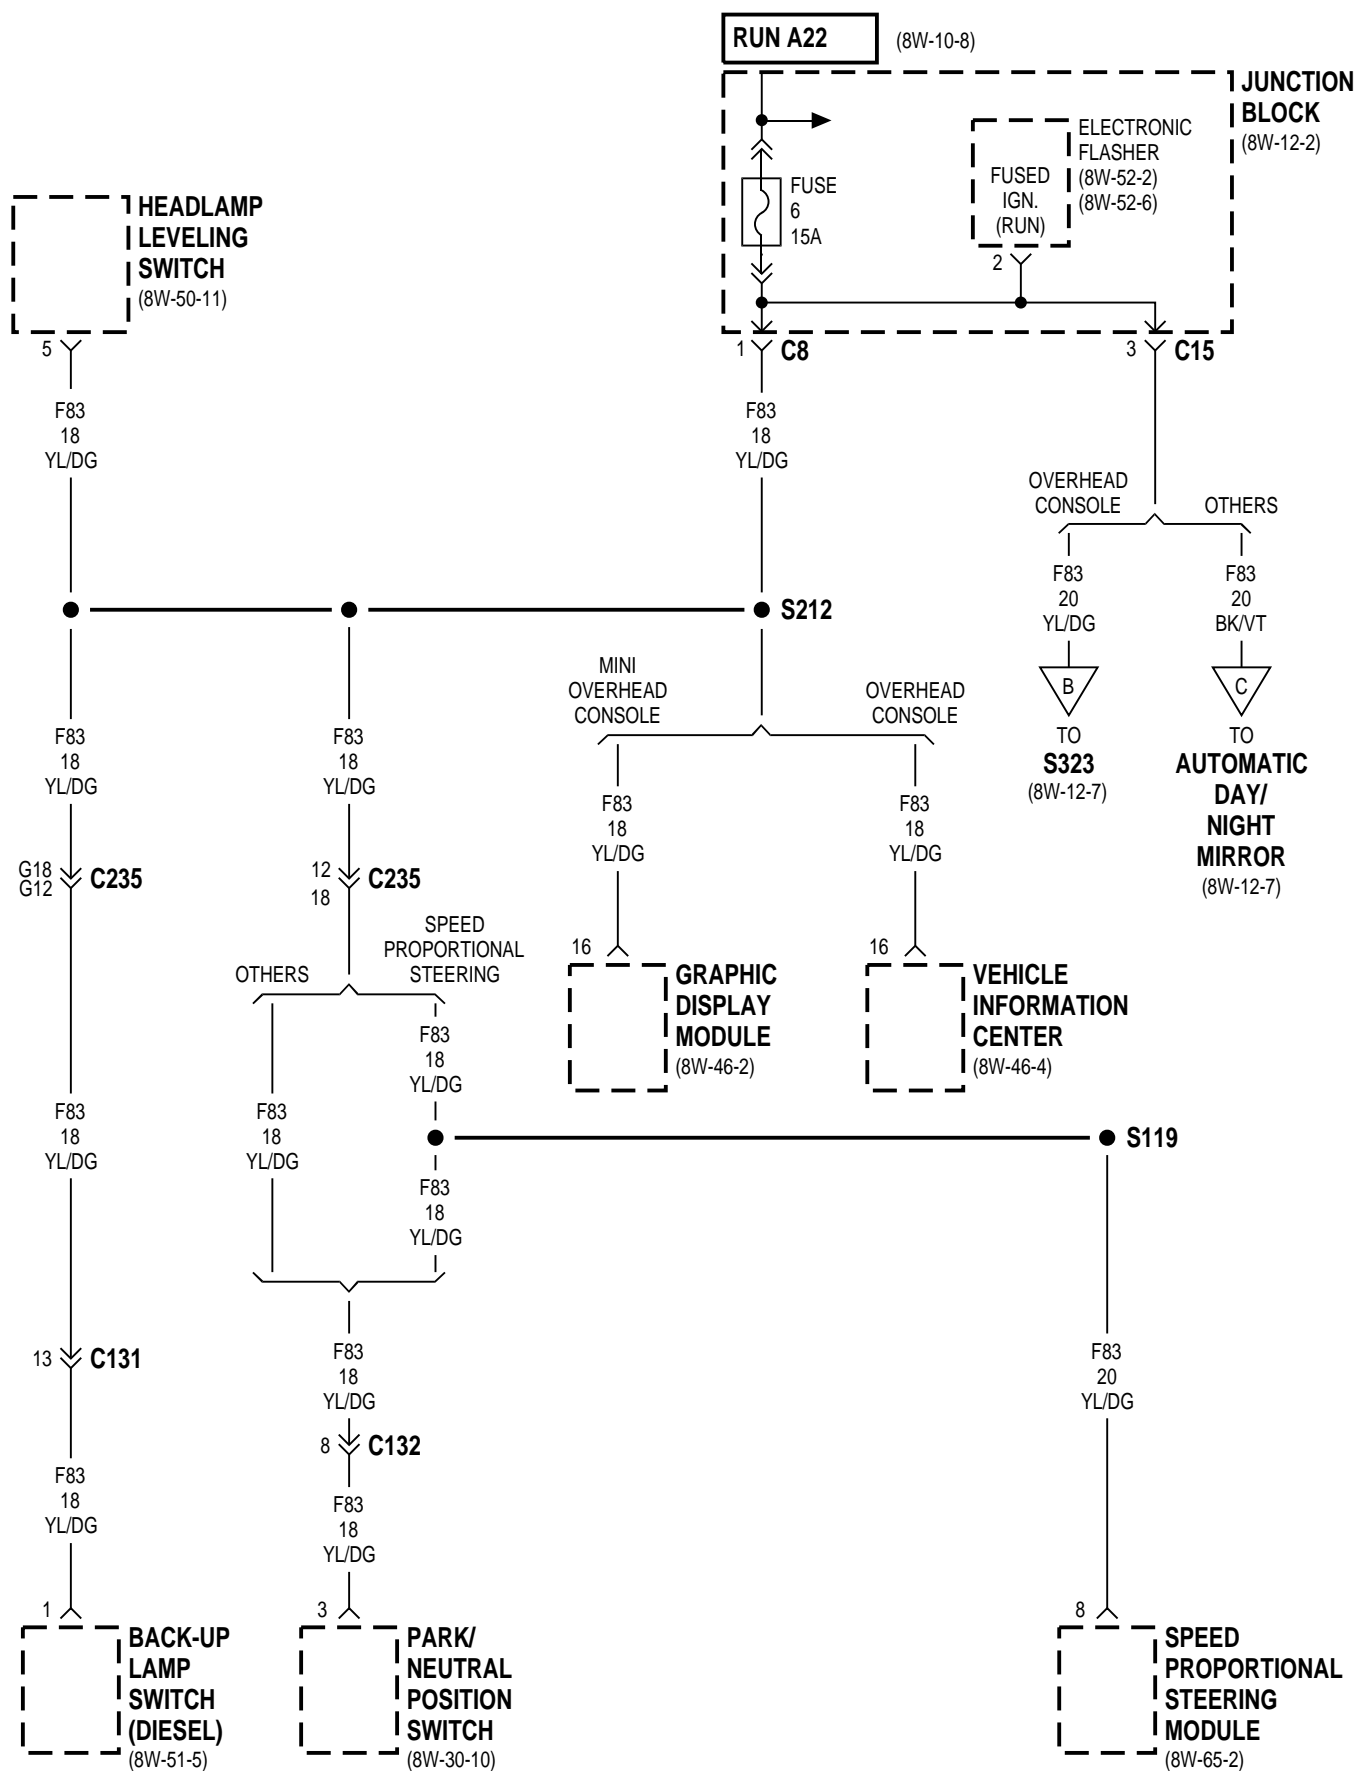 RUN A22
(8W-10-8)
JUNCTION
BLOCK
(8W-12-2)
ELECTRONIC
FLASHER
(8W-52-2)
(8W-52-6)
FUSED
IGN.
(RUN)
2
FUSE
6
15A
HEADLAMP
LEVELING
SWITCH
(8W-50-11)
5
1
C8
3
C15
F83
18
YL/DG
F83
18
YL/DG
OVERHEAD
CONSOLE
OTHERS
F83
20
YL/DG
F83
20
BK/VT
S212
B
C
TO
S323
(8W-12-7)
TO
AUTOMATIC
DAY/
NIGHT
MIRROR
(8W-12-7)
MINI
OVERHEAD
CONSOLE
OVERHEAD
CONSOLE
F83
18
YL/DG
F83
18
YL/DG
F83
18
YL/DG
F83
18
YL/DG
G18
G12
C235
12
18
C235
16
GRAPHIC
DISPLAY
MODULE
(8W-46-2)
16
VEHICLE
INFORMATION
CENTER
(8W-46-4)
OTHERS
SPEED
PROPORTIONAL
STEERING
F83
18
YL/DG
F83
18
YL/DG
F83
18
YL/DG
S119
F83
18
YL/DG
13
C131
F83
18
YL/DG
F83
20
YL/DG
8
C132
F83
18
YL/DG
F83
18
YL/DG
1
BACK-UP
LAMP
SWITCH
(DIESEL)
(8W-51-5)
3
PARK/
NEUTRAL
POSITION
SWITCH
(8W-30-10)
8
SPEED
PROPORTIONAL
STEERING
MODULE
(8W-65-2)